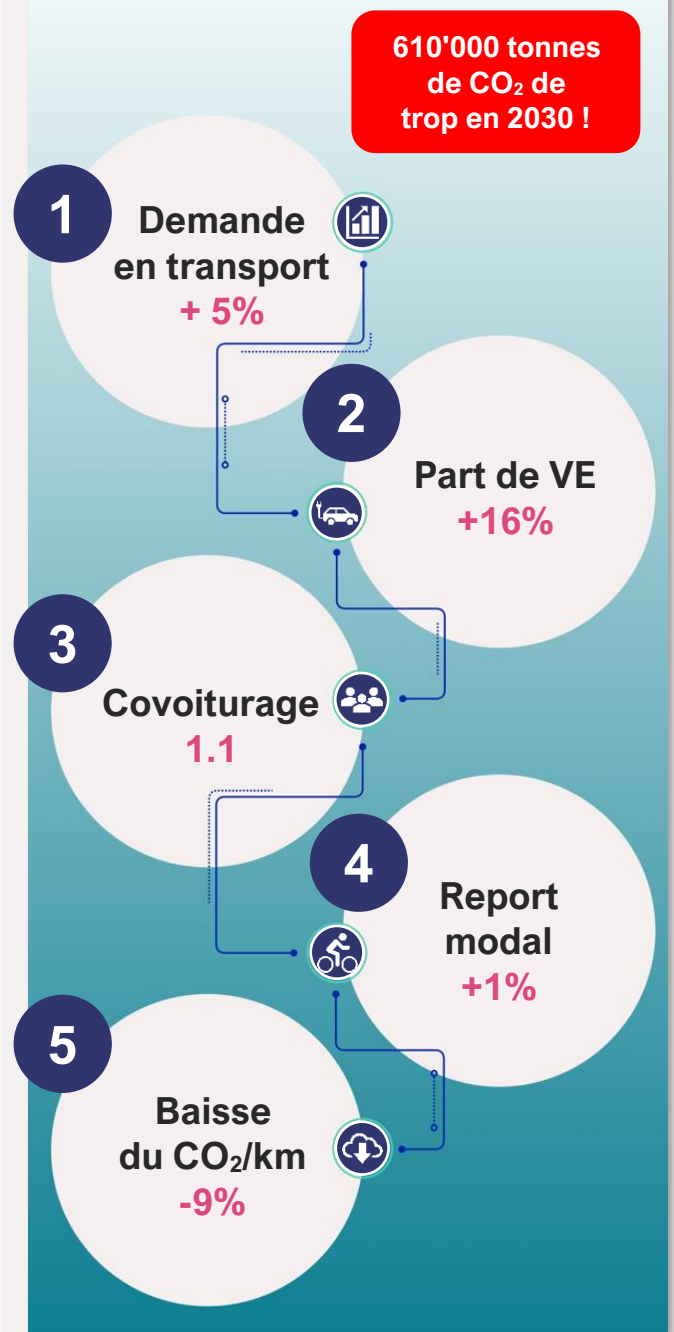 610'000 tonnes
de CO₂ de
trop en 2030 !
1
Demande
en transport
+ 5%
2
Part de VE
+16%
3
Covoiturage
1.1
4
Report
modal
+1%
5
Baisse
du CO₂/km
-9%